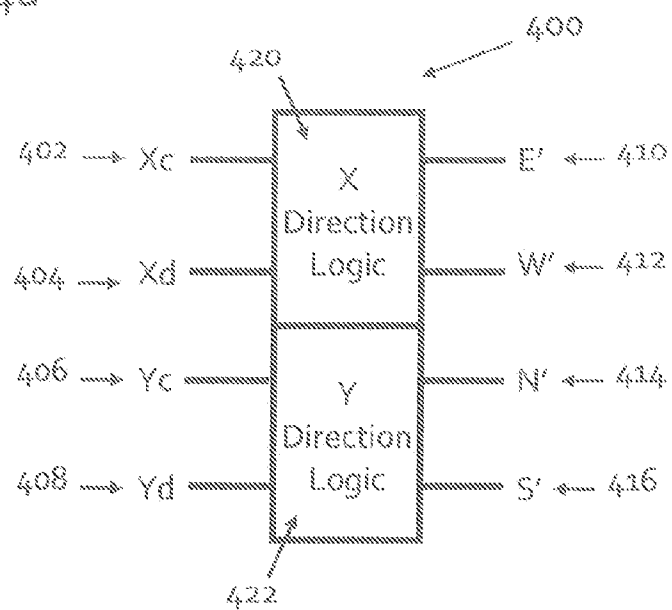 400
420
402 Xc E' 410
X
Direction
Logic
404 Xd W' 412
406 Yc N' 414
Y
Direction
Logic
408 Yd S' 416
422